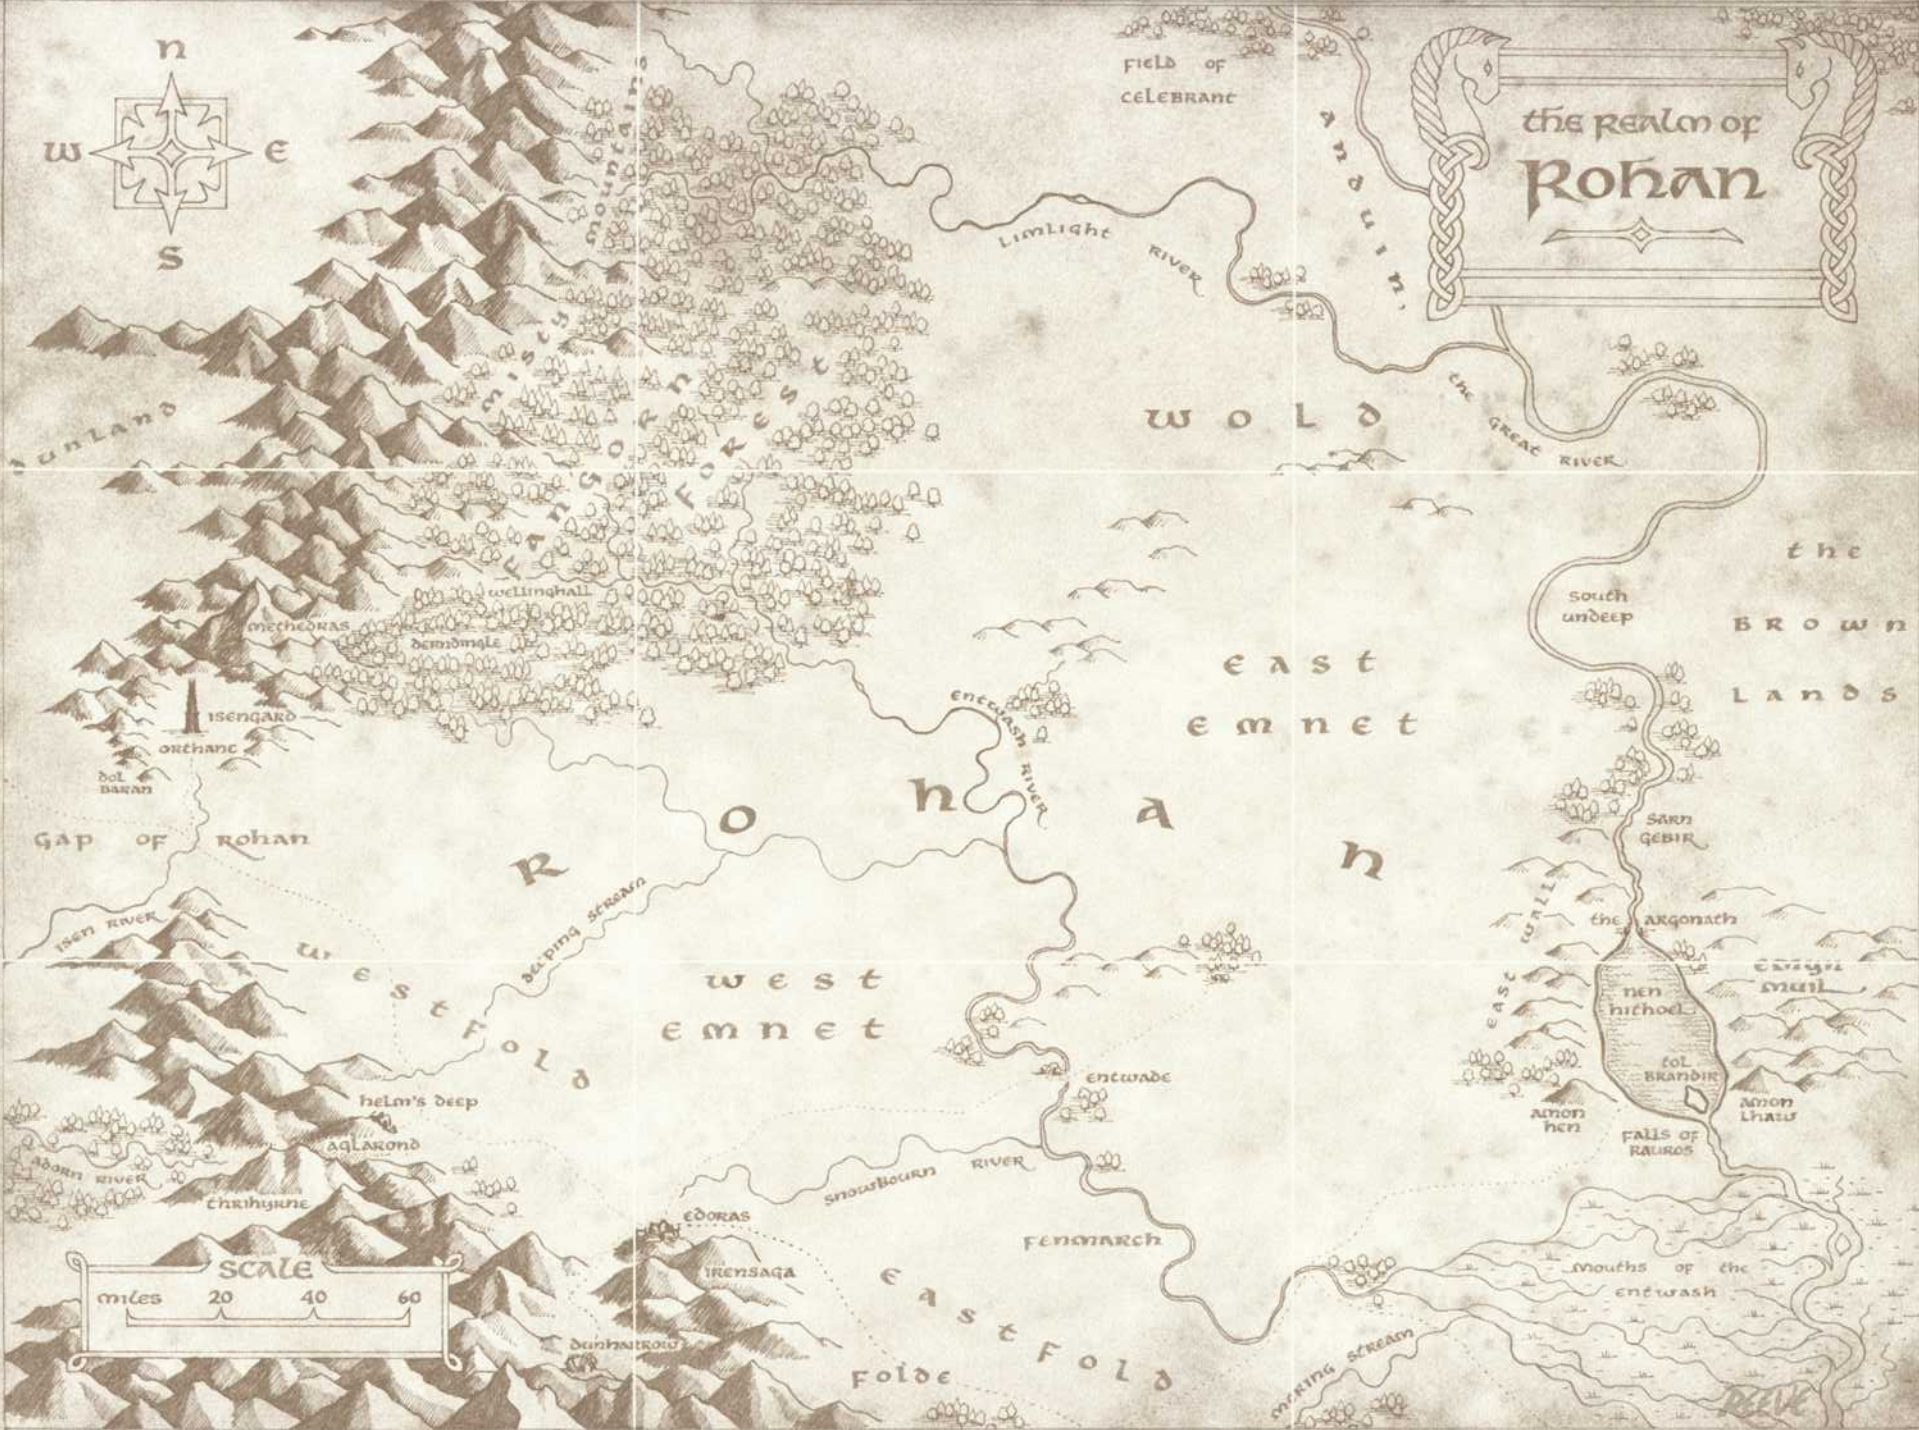 n
w
e
s
the Realm of
Rohan
Field of
Celebrant
Anduin,
the Great River
Limlight River
Misty Mountains
Dunland
Fangorn
Forest
Wold
South
Undeep
the
Brown
Lands
Wellinghall
Methedras
Derndingle
East
Emnet
Isengard
Orthanc
Dol
Baran
Entwash River
Gap of Rohan
Rohan
Sarn
Gebir
Deeping Stream
East Wall
the Argonath
Isen River
Westfold
West
Emnet
Nen
Hithoel
Emyn
Muil
Tol
Brandir
Entwade
Helm's Deep
Amon
Hen
Amon
Lhaw
Aglarond
Falls of
Rauros
Adorn River
Snowbourn River
Thrihyrne
Edoras
Fenmarch
Irensaga
Eastfold
Mouths of the
Entwash
Scale
miles 20 40 60
Dunharrow
Folde
Mering Stream
REEVE